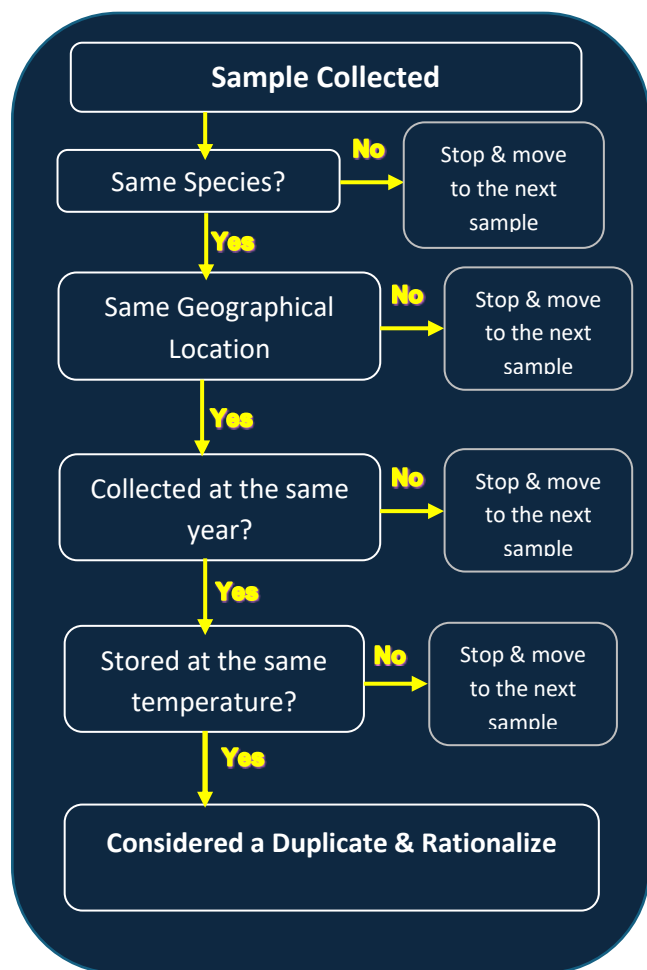 Sample Collected
No
Same Species?
Stop & move
to the next
sample
Yes
Same Geographical
Location
No
Stop & move
to the next
sample
Yes
Collected at the same
year?
No
Stop & move
to the next
sample
Yes
Stored at the same
temperature?
No
Stop & move
to the next
sample
Yes
Considered a Duplicate & Rationalize